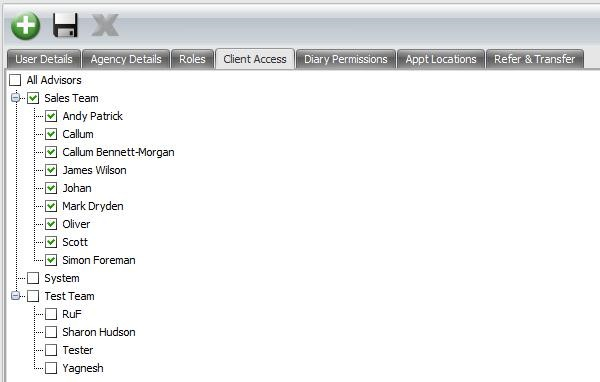 User Details Agency Details Roles Client Access Diary Permissions Appt Locations Refer & Transfer
All Advisors
Sales Team
Andy Patrick
Callum
Callum Bennett-Morgan
James Wilson
Johan
Mark Dryden
Oliver
Scott
Simon Foreman
System
Test Team
RuF
Sharon Hudson
Tester
Yagnesh